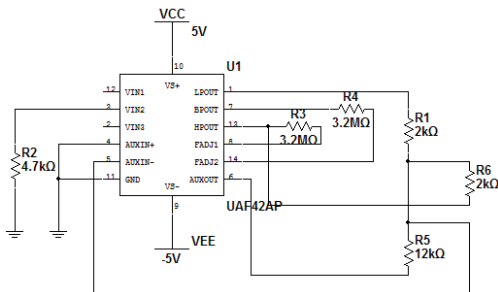 VCC
5V
10
U1
VS+
12 VIN1 LPOUT 1
3 VIN2 BPOUT 7
2 VIN3 HPOUT 13
4 AUXIN+ FADJ1 8
5 AUXIN- FADJ2 14
11 GND AUXOUT 6
VS-
UAF42AP
9
VEE
-5V
R2
4.7kΩ
R3
3.2MΩ
R4
3.2MΩ
R1
2kΩ
R6
2kΩ
R5
12kΩ